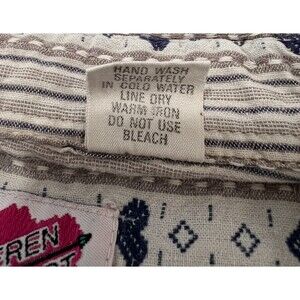 HAND WASH
SEPARATELY
IN COLD WATER
LINE DRY
WARM IRON
DO NOT USE
BLEACH